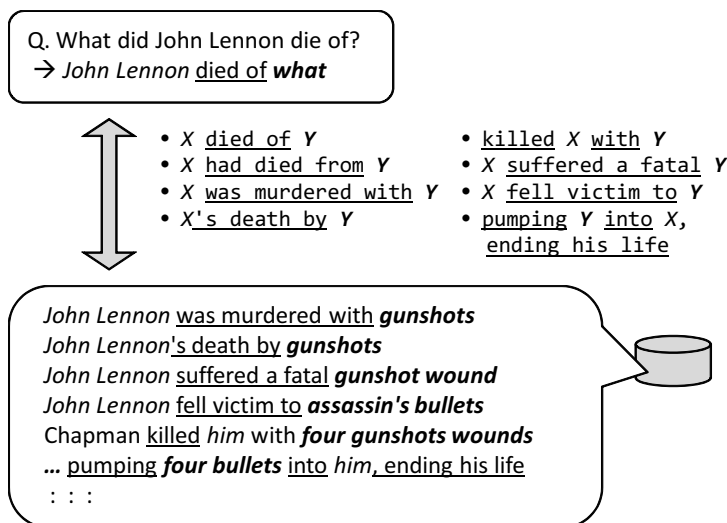 Q. What did John Lennon die of?
→ John Lennon died of what
• X died of Y
• X had died from Y
• X was murdered with Y
• X's death by Y
• killed X with Y
• X suffered a fatal Y
• X fell victim to Y
• pumping Y into X,
ending his life
John Lennon was murdered with gunshots
John Lennon's death by gunshots
John Lennon suffered a fatal gunshot wound
John Lennon fell victim to assassin's bullets
Chapman killed him with four gunshots wounds
... pumping four bullets into him, ending his life
: : :